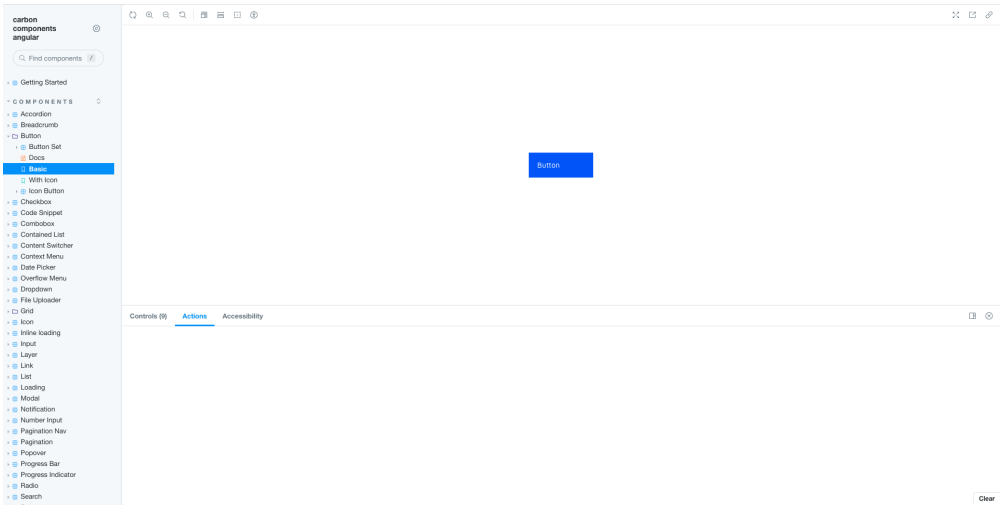 carbon
components
angular
Find components /
Getting Started
COMPONENTS
Accordion
Breadcrumb
Button
Button Set
Docs
Basic
With Icon
Icon Button
Checkbox
Code Snippet
Combobox
Contained List
Content Switcher
Context Menu
Date Picker
Overflow Menu
Dropdown
File Uploader
Grid
Icon
Inline loading
Input
Layer
Link
List
Loading
Modal
Notification
Number Input
Pagination Nav
Pagination
Popover
Progress Bar
Progress Indicator
Radio
Search
Button
Controls (9) Actions Accessibility
Clear